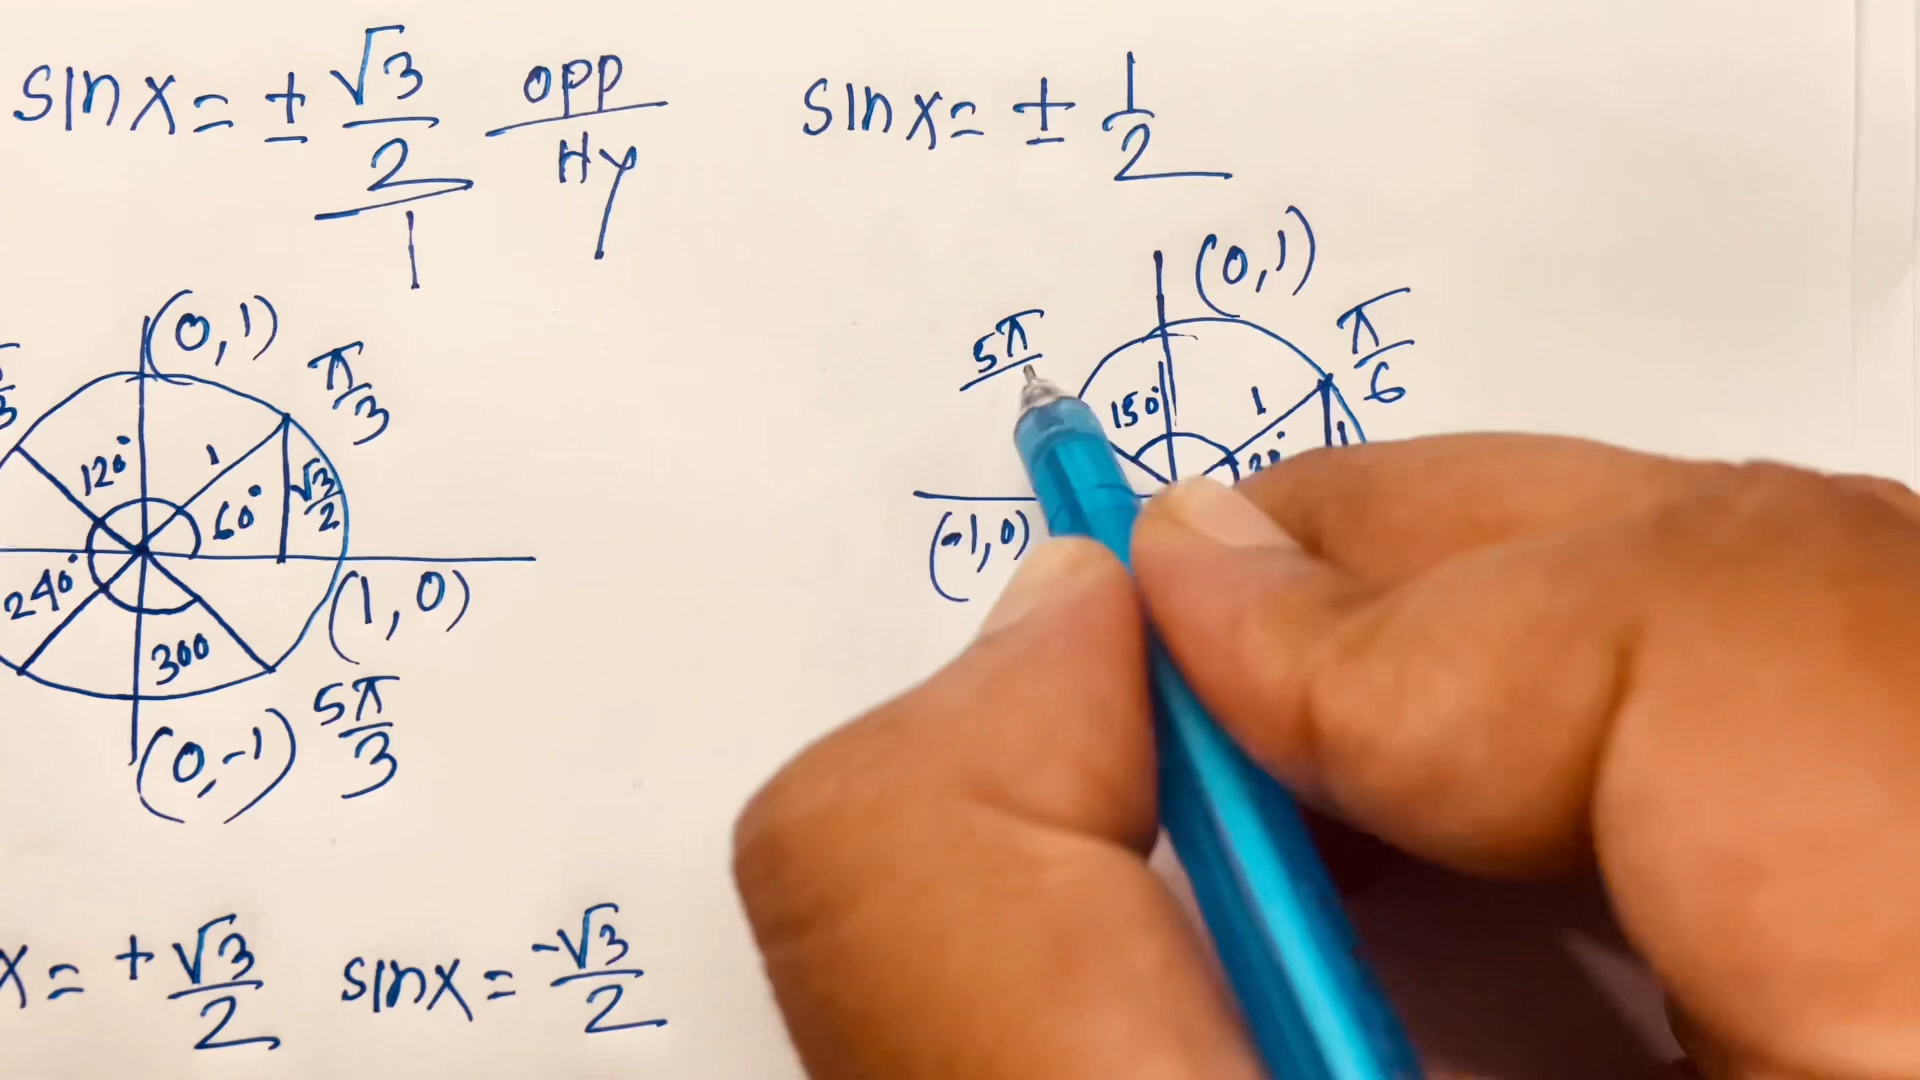 sin x = ± √3/2 / 1 opp/Hy
sin x = ± 1/2
(0,1)
π/3
120°
1
60°
√3/2
240°
300
(1,0)
(0,-1)
5π/3
x = + √3/2 sin x = -√3/2
(0,1)
5π
π/6
150°
1
(-1,0)